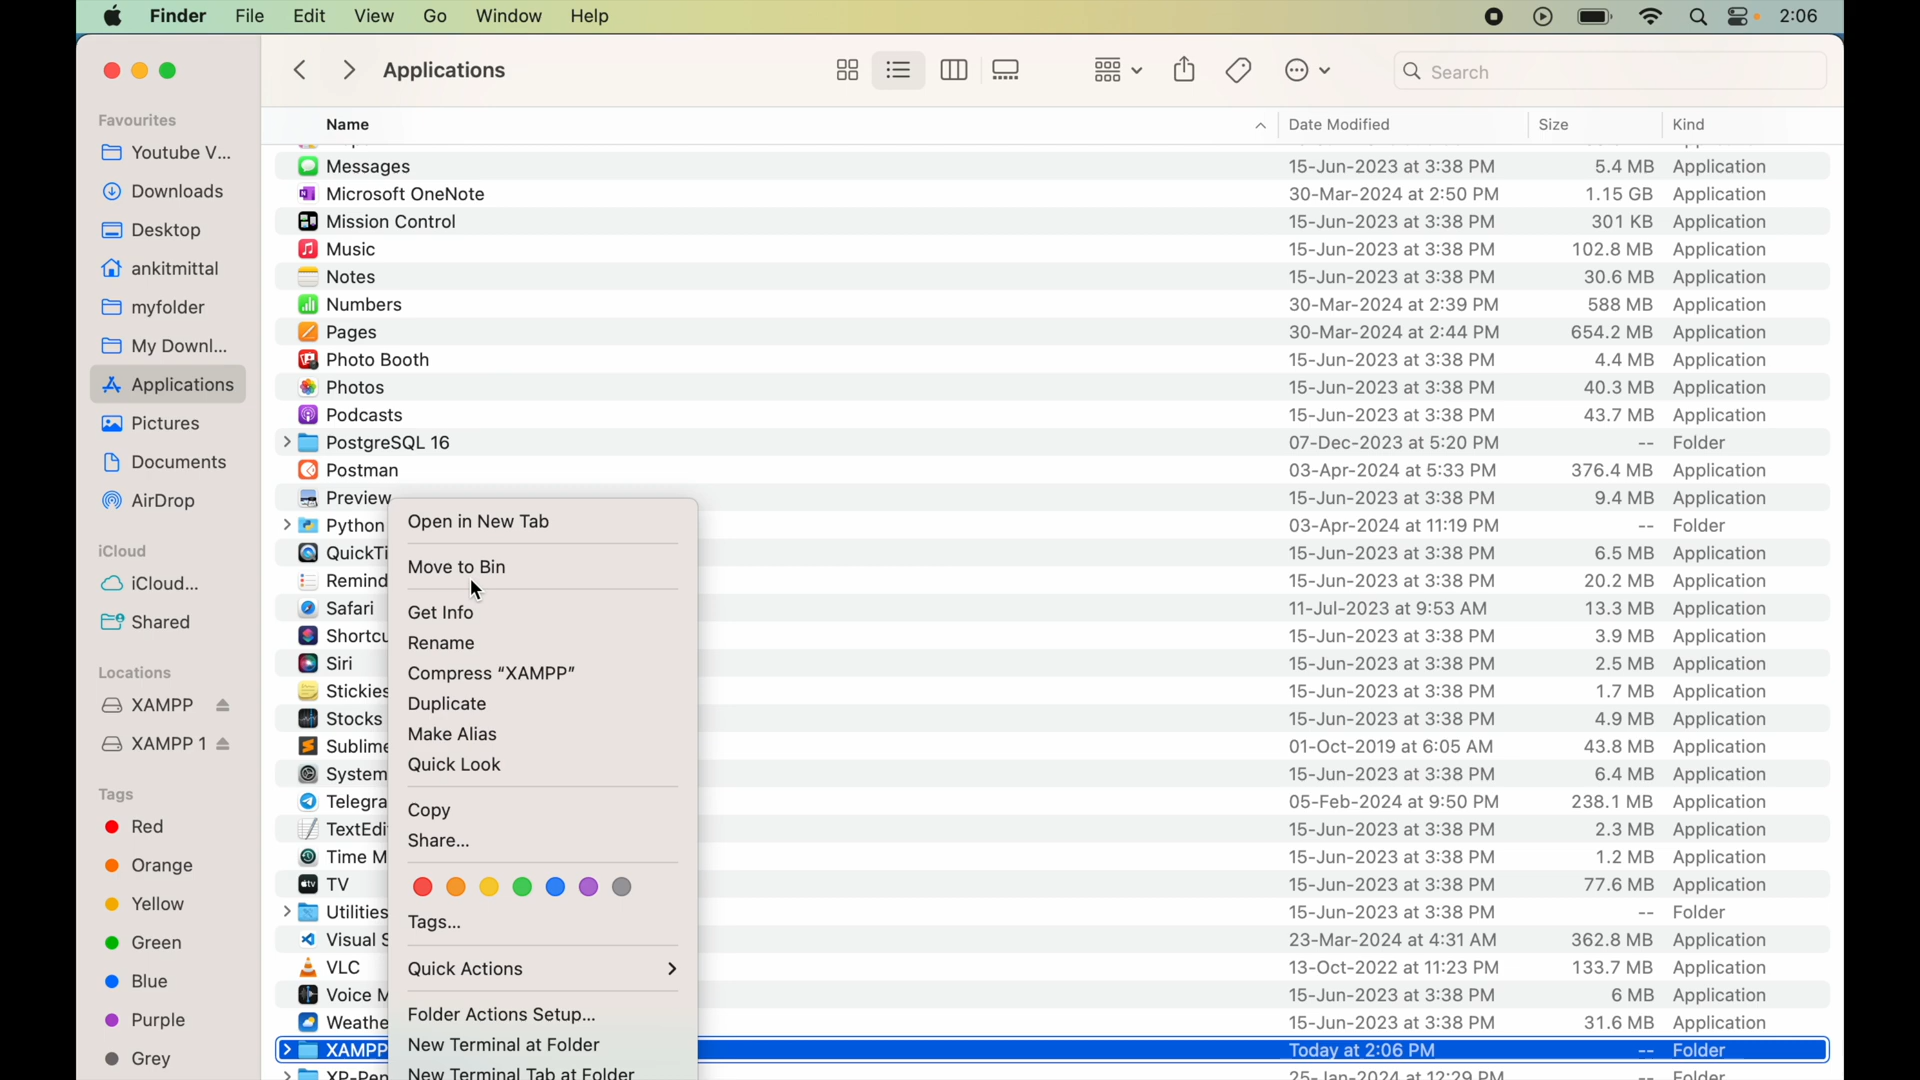 Finder File Edit View Go Window Help 2:06
Applications Search
Favourites
Youtube V...
Downloads
Desktop
ankitmittal
myfolder
My Downl...
Applications
Pictures
Documents
AirDrop
iCloud
iCloud...
Shared
Locations
XAMPP
XAMPP 1
Tags
Red
Orange
Yellow
Green
Blue
Purple
Grey
Name Date Modified Size Kind
Messages 15-Jun-2023 at 3:38 PM 5.4 MB Application
Microsoft OneNote 30-Mar-2024 at 2:50 PM 1.15 GB Application
Mission Control 15-Jun-2023 at 3:38 PM 301 KB Application
Music 15-Jun-2023 at 3:38 PM 102.8 MB Application
Notes 15-Jun-2023 at 3:38 PM 30.6 MB Application
Numbers 30-Mar-2024 at 2:39 PM 588 MB Application
Pages 30-Mar-2024 at 2:44 PM 654.2 MB Application
Photo Booth 15-Jun-2023 at 3:38 PM 4.4 MB Application
Photos 15-Jun-2023 at 3:38 PM 40.3 MB Application
Podcasts 15-Jun-2023 at 3:38 PM 43.7 MB Application
PostgreSQL 16 07-Dec-2023 at 5:20 PM -- Folder
Postman 03-Apr-2024 at 5:33 PM 376.4 MB Application
Preview 15-Jun-2023 at 3:38 PM 9.4 MB Application
Python 03-Apr-2024 at 11:19 PM -- Folder
QuickTi 15-Jun-2023 at 3:38 PM 6.5 MB Application
Remind 15-Jun-2023 at 3:38 PM 20.2 MB Application
Safari 11-Jul-2023 at 9:53 AM 13.3 MB Application
Shortcu 15-Jun-2023 at 3:38 PM 3.9 MB Application
Siri 15-Jun-2023 at 3:38 PM 2.5 MB Application
Stickies 15-Jun-2023 at 3:38 PM 1.7 MB Application
Stocks 15-Jun-2023 at 3:38 PM 4.9 MB Application
Sublime 01-Oct-2019 at 6:05 AM 43.8 MB Application
System 15-Jun-2023 at 3:38 PM 6.4 MB Application
Telegra 05-Feb-2024 at 9:50 PM 238.1 MB Application
TextEdi 15-Jun-2023 at 3:38 PM 2.3 MB Application
Time M 15-Jun-2023 at 3:38 PM 1.2 MB Application
TV 15-Jun-2023 at 3:38 PM 77.6 MB Application
Utilities 15-Jun-2023 at 3:38 PM -- Folder
Visual S 23-Mar-2024 at 4:31 AM 362.8 MB Application
VLC 13-Oct-2022 at 11:23 PM 133.7 MB Application
Voice M 15-Jun-2023 at 3:38 PM 6 MB Application
Weathe 15-Jun-2023 at 3:38 PM 31.6 MB Application
XAMPP Today at 2:06 PM -- Folder
XP-Pen 25-Jan-2024 at 12:29 PM -- Folder
Open in New Tab
Move to Bin
Get Info
Rename
Compress “XAMPP”
Duplicate
Make Alias
Quick Look
Copy
Share...
Tags...
Quick Actions
Folder Actions Setup...
New Terminal at Folder
New Terminal Tab at Folder